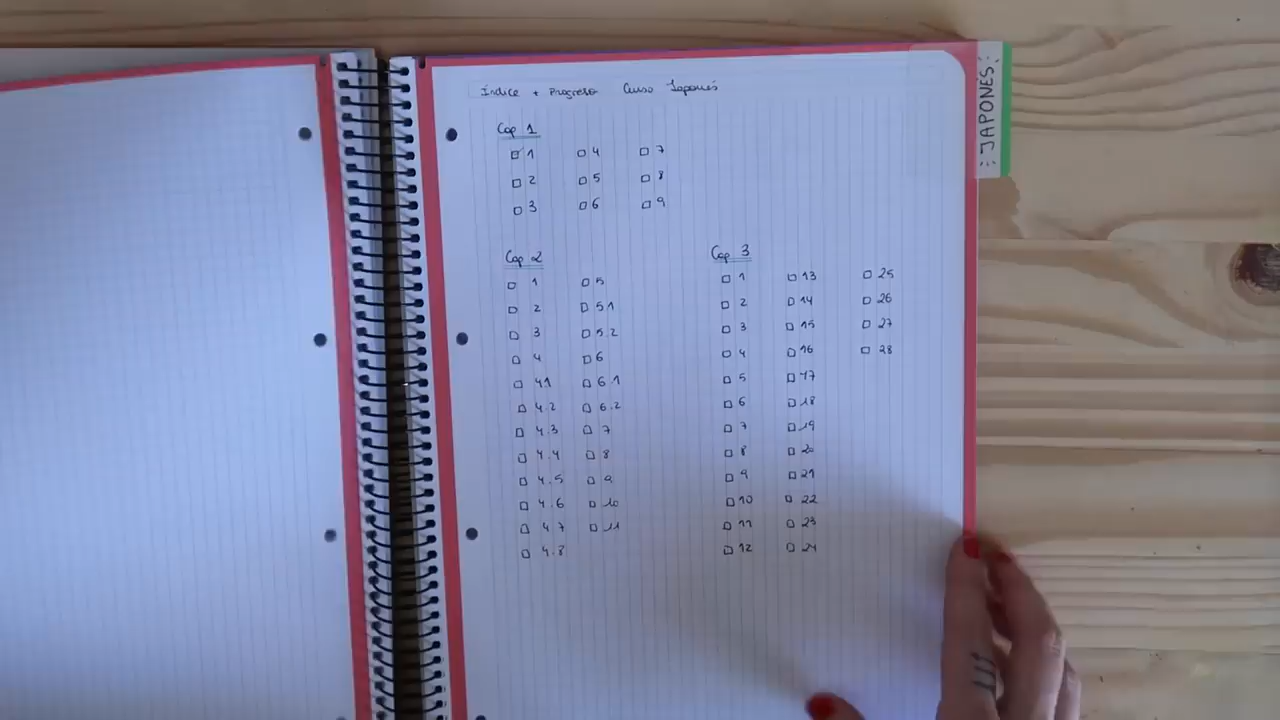 Índice + Progreso Curso Japonés
: JAPONÉS :
Cap 1
1 4 7
2 5 8
3 6 9
Cap 2
1 5
2 5.1
3 5.2
4 6
4.1 6.1
4.2 6.2
4.3 7
4.4 8
4.5 9
4.6 10
4.7 11
4.8
Cap 3
1 13 25
2 14 26
3 15 27
4 16 28
5 17
6 18
7 19
8 20
9 21
10 22
11 23
12 24